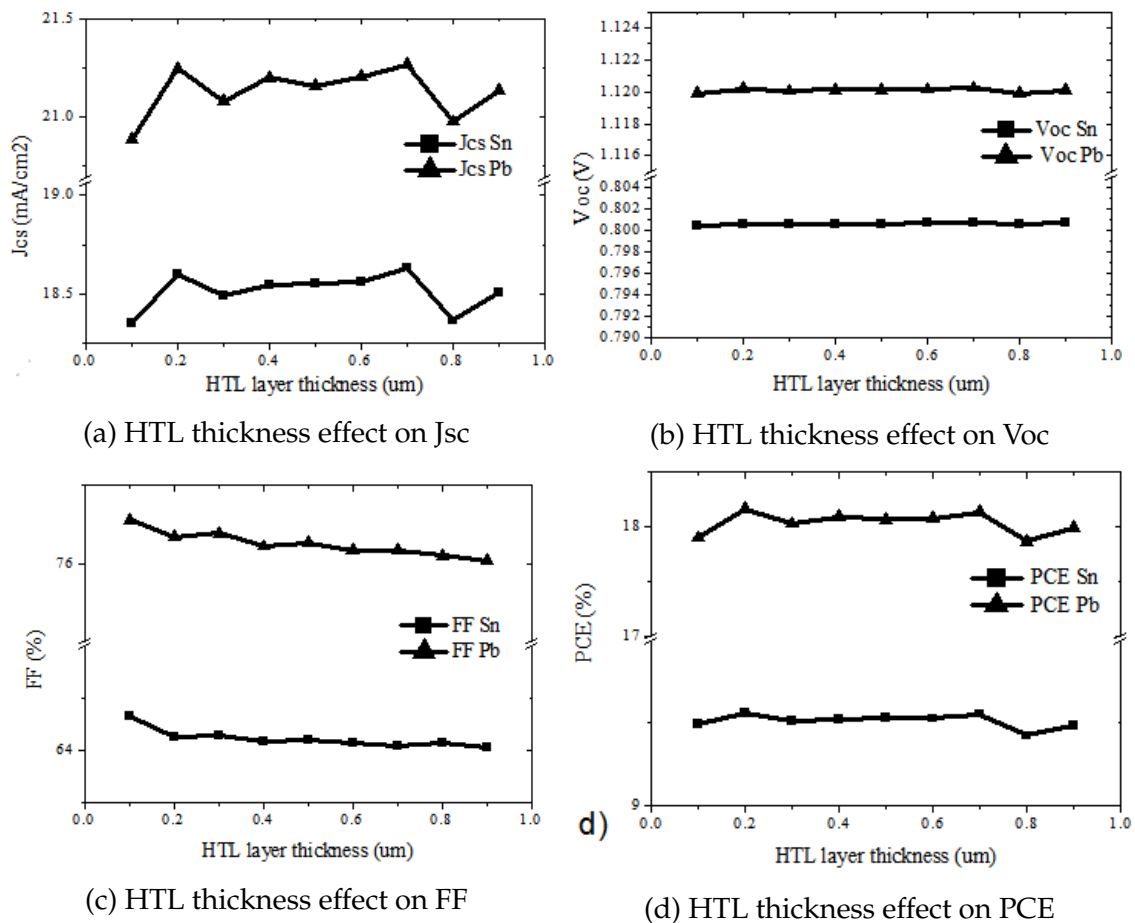 21.5
21.0
19.0
18.5
Jcs (mA/cm2)
Jcs Sn
Jcs Pb
0.0 0.2 0.4 0.6 0.8 1.0
HTL layer thickness (um)
(a) HTL thickness effect on Jsc
1.124
1.122
1.120
1.118
1.116
0.804
0.802
0.800
0.798
0.796
0.794
0.792
0.790
Voc (V)
Voc Sn
Voc Pb
0.0 0.2 0.4 0.6 0.8 1.0
HTL layer thickness (um)
(b) HTL thickness effect on Voc
76
64
FF (%)
FF Sn
FF Pb
0.0 0.2 0.4 0.6 0.8 1.0
HTL layer thickness (um)
(c) HTL thickness effect on FF
18
17
9
PCE (%)
PCE Sn
PCE Pb
d)
0.0 0.2 0.4 0.6 0.8 1.0
HTL layer thickness (um)
(d) HTL thickness effect on PCE